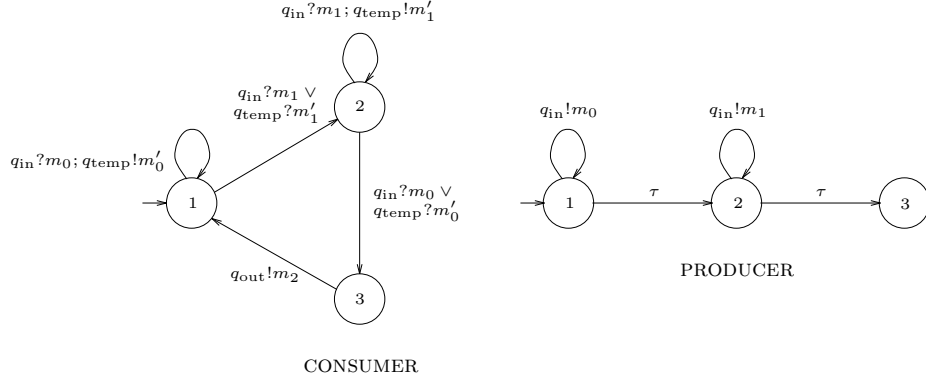 q_in?m_1; q_temp!m'_1
q_in?m_1 ∨
q_temp?m'_1
2
q_in?m_0; q_temp!m'_0
1
q_in?m_0 ∨
q_temp?m'_0
q_out!m_2
3
CONSUMER
q_in!m_0
q_in!m_1
1
τ
2
τ
3
PRODUCER